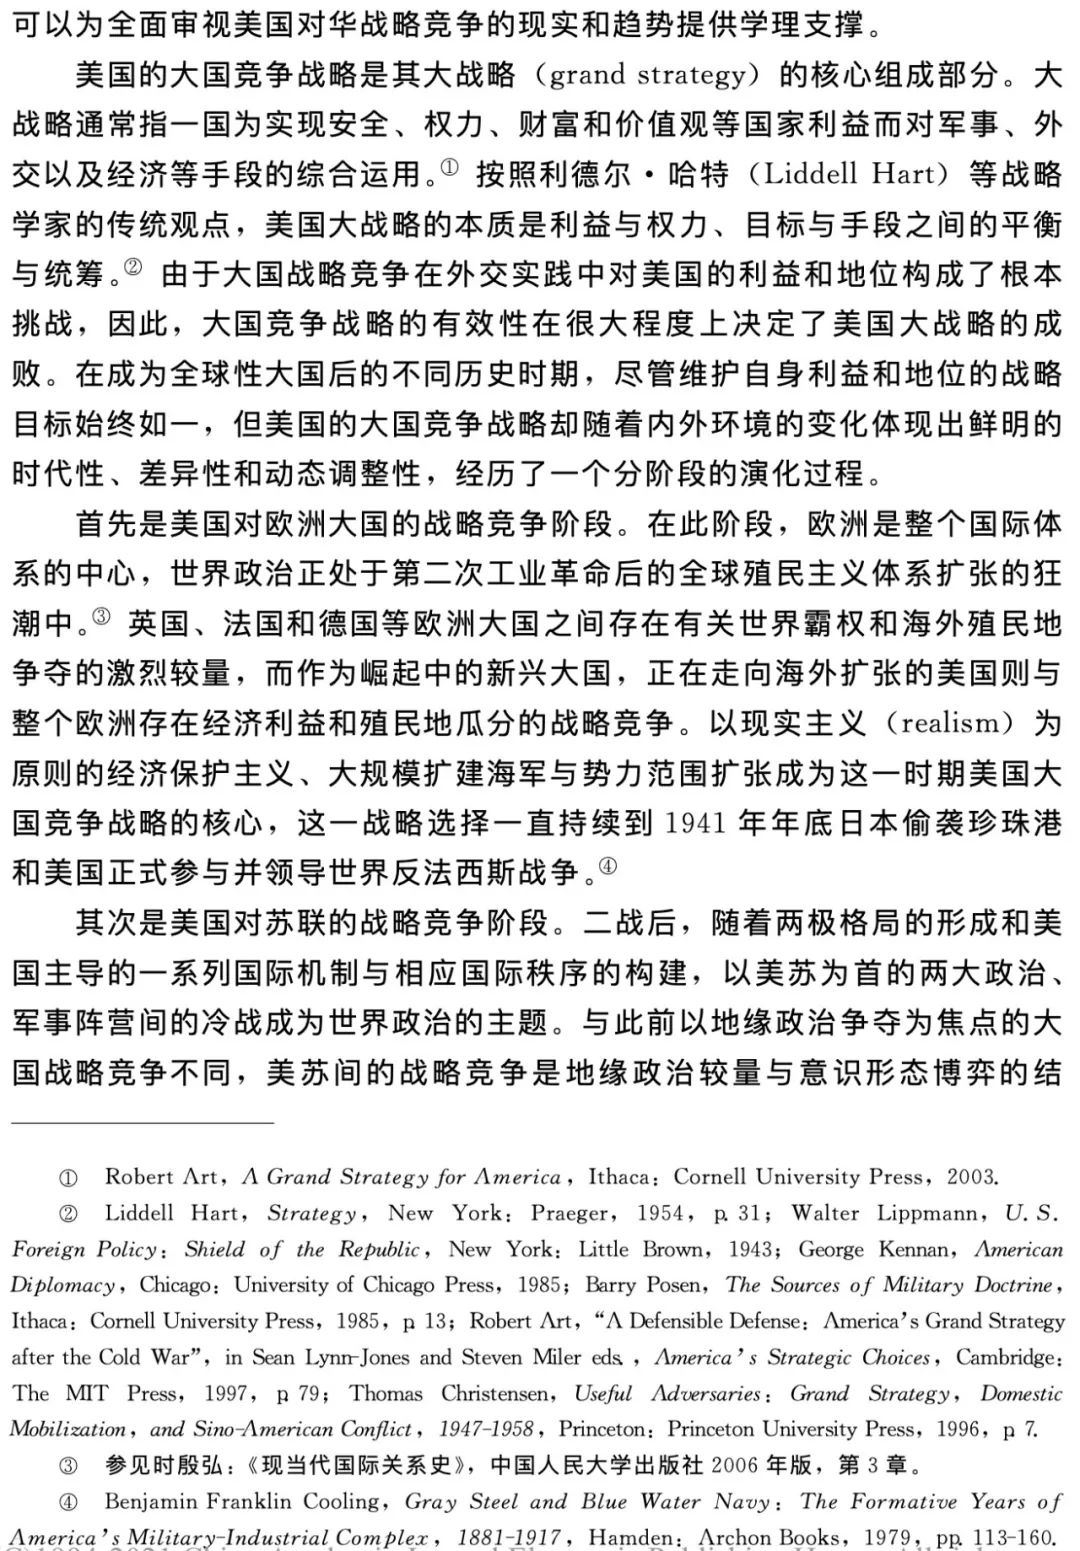 可以为全面审视美国对华战略竞争的现实和趋势提供学理支撑。
美国的大国竞争战略是其大战略（grand strategy）的核心组成部分。大
战略通常指一国为实现安全、权力、财富和价值观等国家利益而对军事、外
交以及经济等手段的综合运用。① 按照利德尔·哈特（Liddell Hart）等战略
学家的传统观点，美国大战略的本质是利益与权力、目标与手段之间的平衡
与统筹。② 由于大国战略竞争在外交实践中对美国的利益和地位构成了根本
挑战，因此，大国竞争战略的有效性在很大程度上决定了美国大战略的成
败。在成为全球性大国后的不同历史时期，尽管维护自身利益和地位的战略
目标始终如一，但美国的大国竞争战略却随着内外环境的变化体现出鲜明的
时代性、差异性和动态调整性，经历了一个分阶段的演化过程。
首先是美国对欧洲大国的战略竞争阶段。在此阶段，欧洲是整个国际体
系的中心，世界政治正处于第二次工业革命后的全球殖民主义体系扩张的狂
潮中。③ 英国、法国和德国等欧洲大国之间存在有关世界霸权和海外殖民地
争夺的激烈较量，而作为崛起中的新兴大国，正在走向海外扩张的美国则与
整个欧洲存在经济利益和殖民地瓜分的战略竞争。以现实主义（realism）为
原则的经济保护主义、大规模扩建海军与势力范围扩张成为这一时期美国大
国竞争战略的核心，这一战略选择一直持续到 1941 年年底日本偷袭珍珠港
和美国正式参与并领导世界反法西斯战争。④
其次是美国对苏联的战略竞争阶段。二战后，随着两极格局的形成和美
国主导的一系列国际机制与相应国际秩序的构建，以美苏为首的两大政治、
军事阵营间的冷战成为世界政治的主题。与此前以地缘政治争夺为焦点的大
国战略竞争不同，美苏间的战略竞争是地缘政治较量与意识形态博弈的结
① Robert Art, A Grand Strategy for America, Ithaca: Cornell University Press, 2003.
② Liddell Hart, Strategy, New York: Praeger, 1954, p. 31; Walter Lippmann, U. S.
Foreign Policy: Shield of the Republic, New York: Little Brown, 1943; George Kennan, American
Diplomacy, Chicago: University of Chicago Press, 1985; Barry Posen, The Sources of Military Doctrine,
Ithaca: Cornell University Press, 1985, p. 13; Robert Art, “A Defensible Defense: America’s Grand Strategy
after the Cold War”, in Sean Lynn-Jones and Steven Miler eds., America’s Strategic Choices, Cambridge:
The MIT Press, 1997, p. 79; Thomas Christensen, Useful Adversaries: Grand Strategy, Domestic
Mobilization, and Sino-American Conflict, 1947-1958, Princeton: Princeton University Press, 1996, p. 7.
③ 参见时殷弘：《现当代国际关系史》，中国人民大学出版社 2006 年版，第 3 章。
④ Benjamin Franklin Cooling, Gray Steel and Blue Water Navy: The Formative Years of
America’s Military-Industrial Complex, 1881-1917, Hamden: Archon Books, 1979, pp. 113-160.